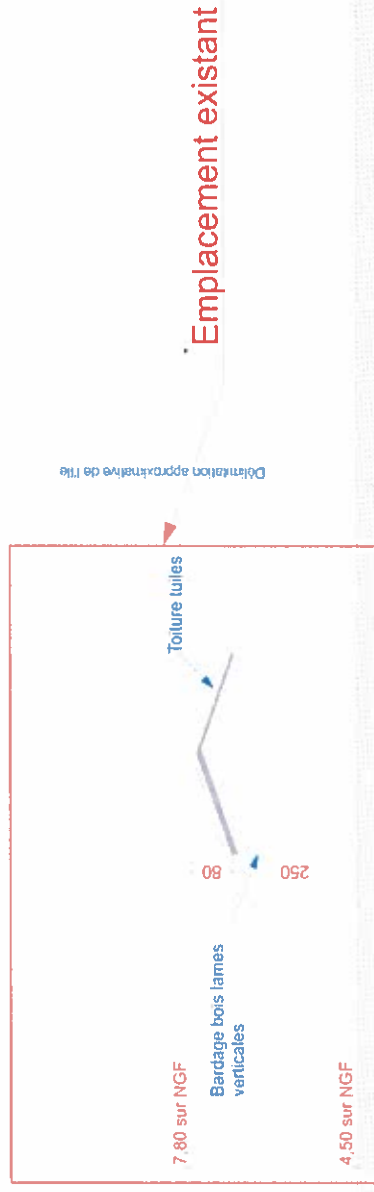 Emplacement existant
Délimitation approximative de l'île
Toiture tuiles
80
250
Bardage bois lames
verticales
7,80 sur NGF
4,50 sur NGF